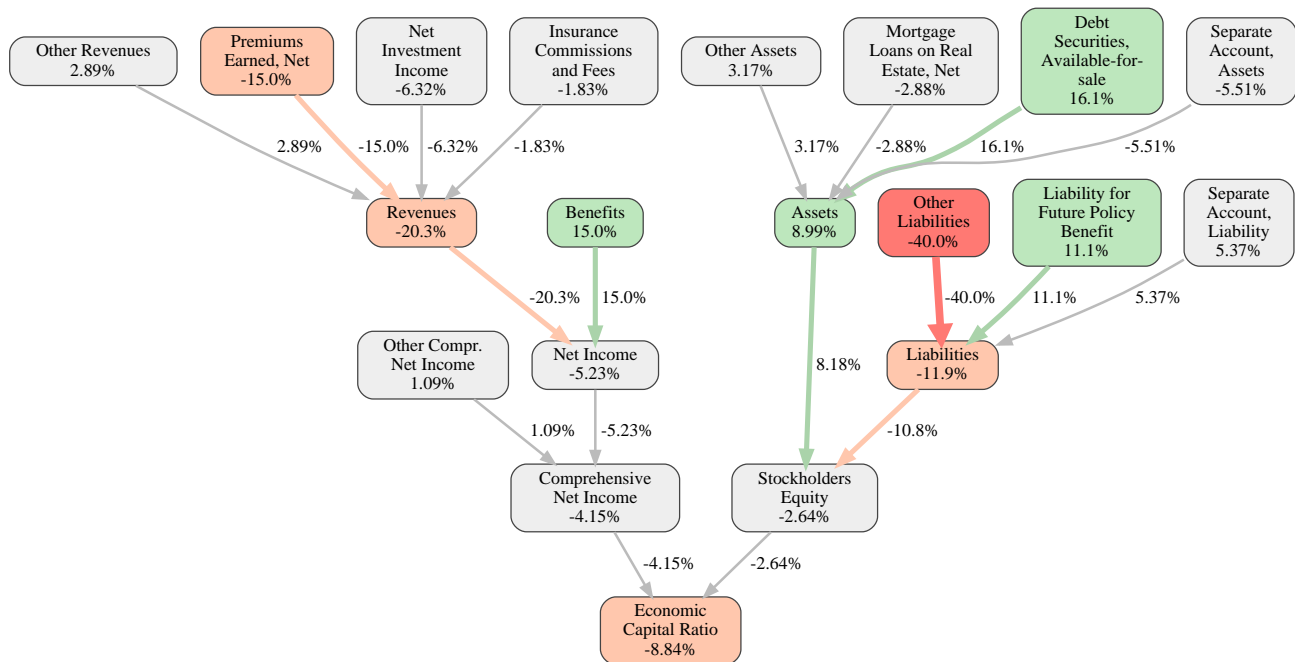 Other Revenues
2.89%
Premiums
Earned, Net
-15.0%
Net
Investment
Income
-6.32%
Insurance
Commissions
and Fees
-1.83%
Other Assets
3.17%
Mortgage
Loans on Real
Estate, Net
-2.88%
Debt
Securities,
Available-for-
sale
16.1%
Separate
Account,
Assets
-5.51%
2.89%
-15.0%
-6.32%
-1.83%
3.17%
-2.88%
16.1%
-5.51%
Revenues
-20.3%
Benefits
15.0%
Assets
8.99%
Other
Liabilities
-40.0%
Liability for
Future Policy
Benefit
11.1%
Separate
Account,
Liability
5.37%
-20.3%
15.0%
-40.0%
11.1%
5.37%
Other Compr.
Net Income
1.09%
Net Income
-5.23%
8.18%
Liabilities
-11.9%
1.09%
-5.23%
-10.8%
Comprehensive
Net Income
-4.15%
Stockholders
Equity
-2.64%
-4.15%
-2.64%
Economic
Capital Ratio
-8.84%